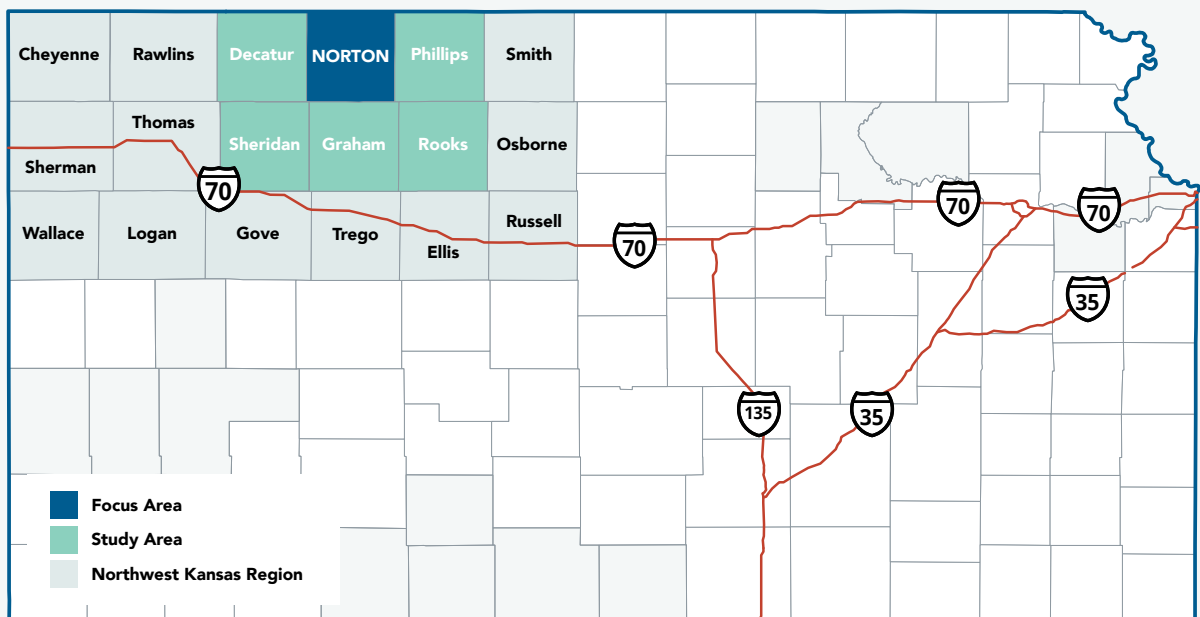 Cheyenne
Rawlins
Decatur
NORTON
Phillips
Smith
Thomas
Sherman
Sheridan
Graham
Rooks
Osborne
70
Wallace
Logan
Gove
Trego
Ellis
Russell
70
70
70
35
135
35
Focus Area
Study Area
Northwest Kansas Region